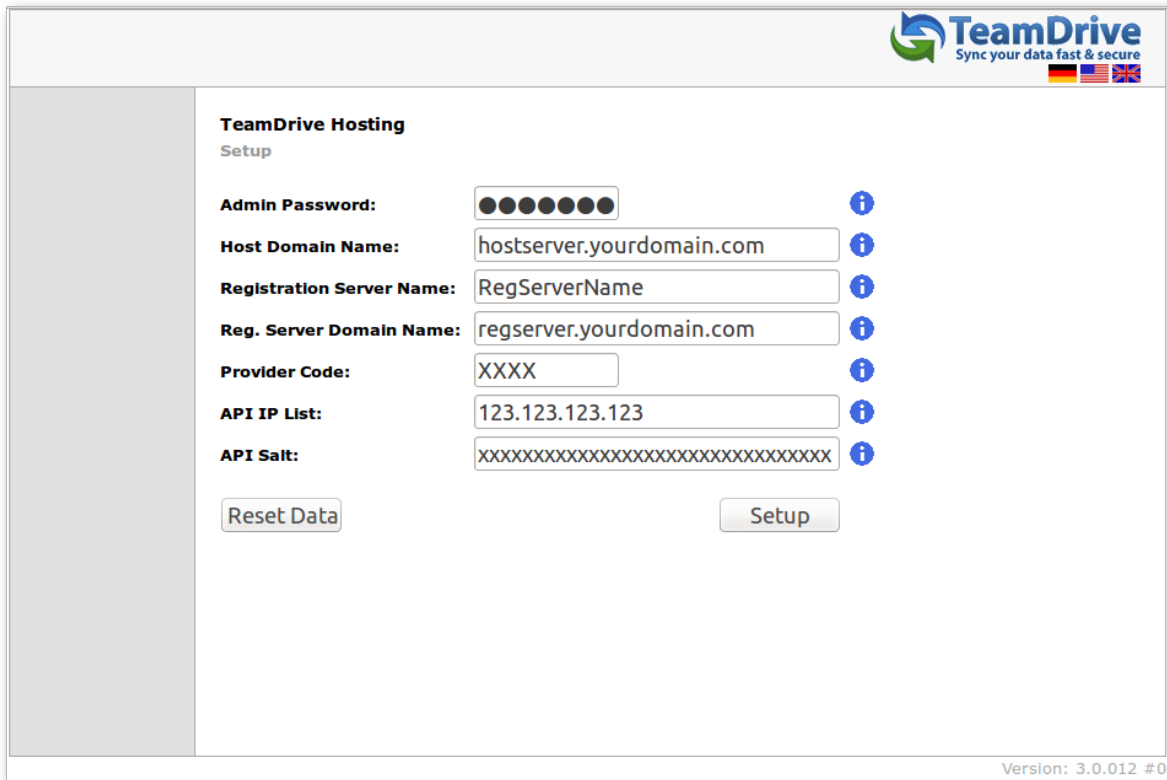 TeamDrive
Sync your data fast & secure
TeamDrive Hosting
Setup
Admin Password: ●●●●●●●
Host Domain Name: hostserver.yourdomain.com
Registration Server Name: RegServerName
Reg. Server Domain Name: regserver.yourdomain.com
Provider Code: XXXX
API IP List: 123.123.123.123
API Salt: xxxxxxxxxxxxxxxxxxxxxxxxxxxxxxxx
Reset Data Setup
Version: 3.0.012 #0